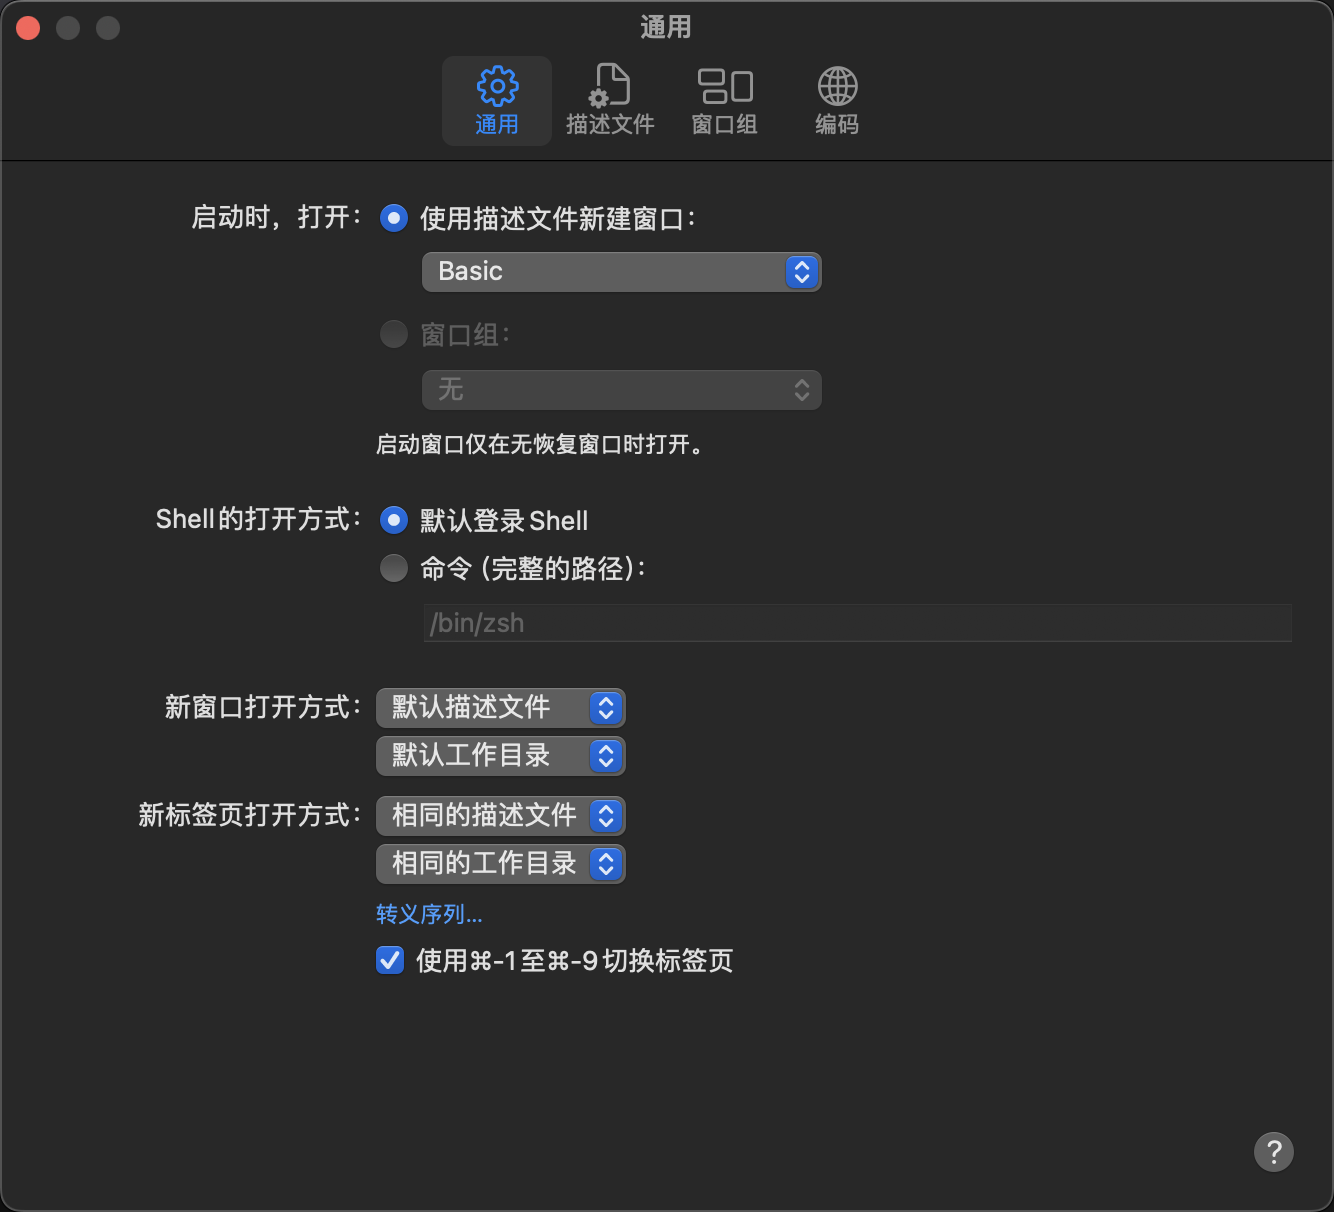 通用
通用
描述文件
窗口组
编码
启动时，打开：
使用描述文件新建窗口：
Basic
窗口组：
无
启动窗口仅在无恢复窗口时打开。
Shell的打开方式：
默认登录Shell
命令（完整的路径）：
/bin/zsh
新窗口打开方式：
默认描述文件
默认工作目录
新标签页打开方式：
相同的描述文件
相同的工作目录
转义序列...
使用⌘-1至⌘-9切换标签页
?